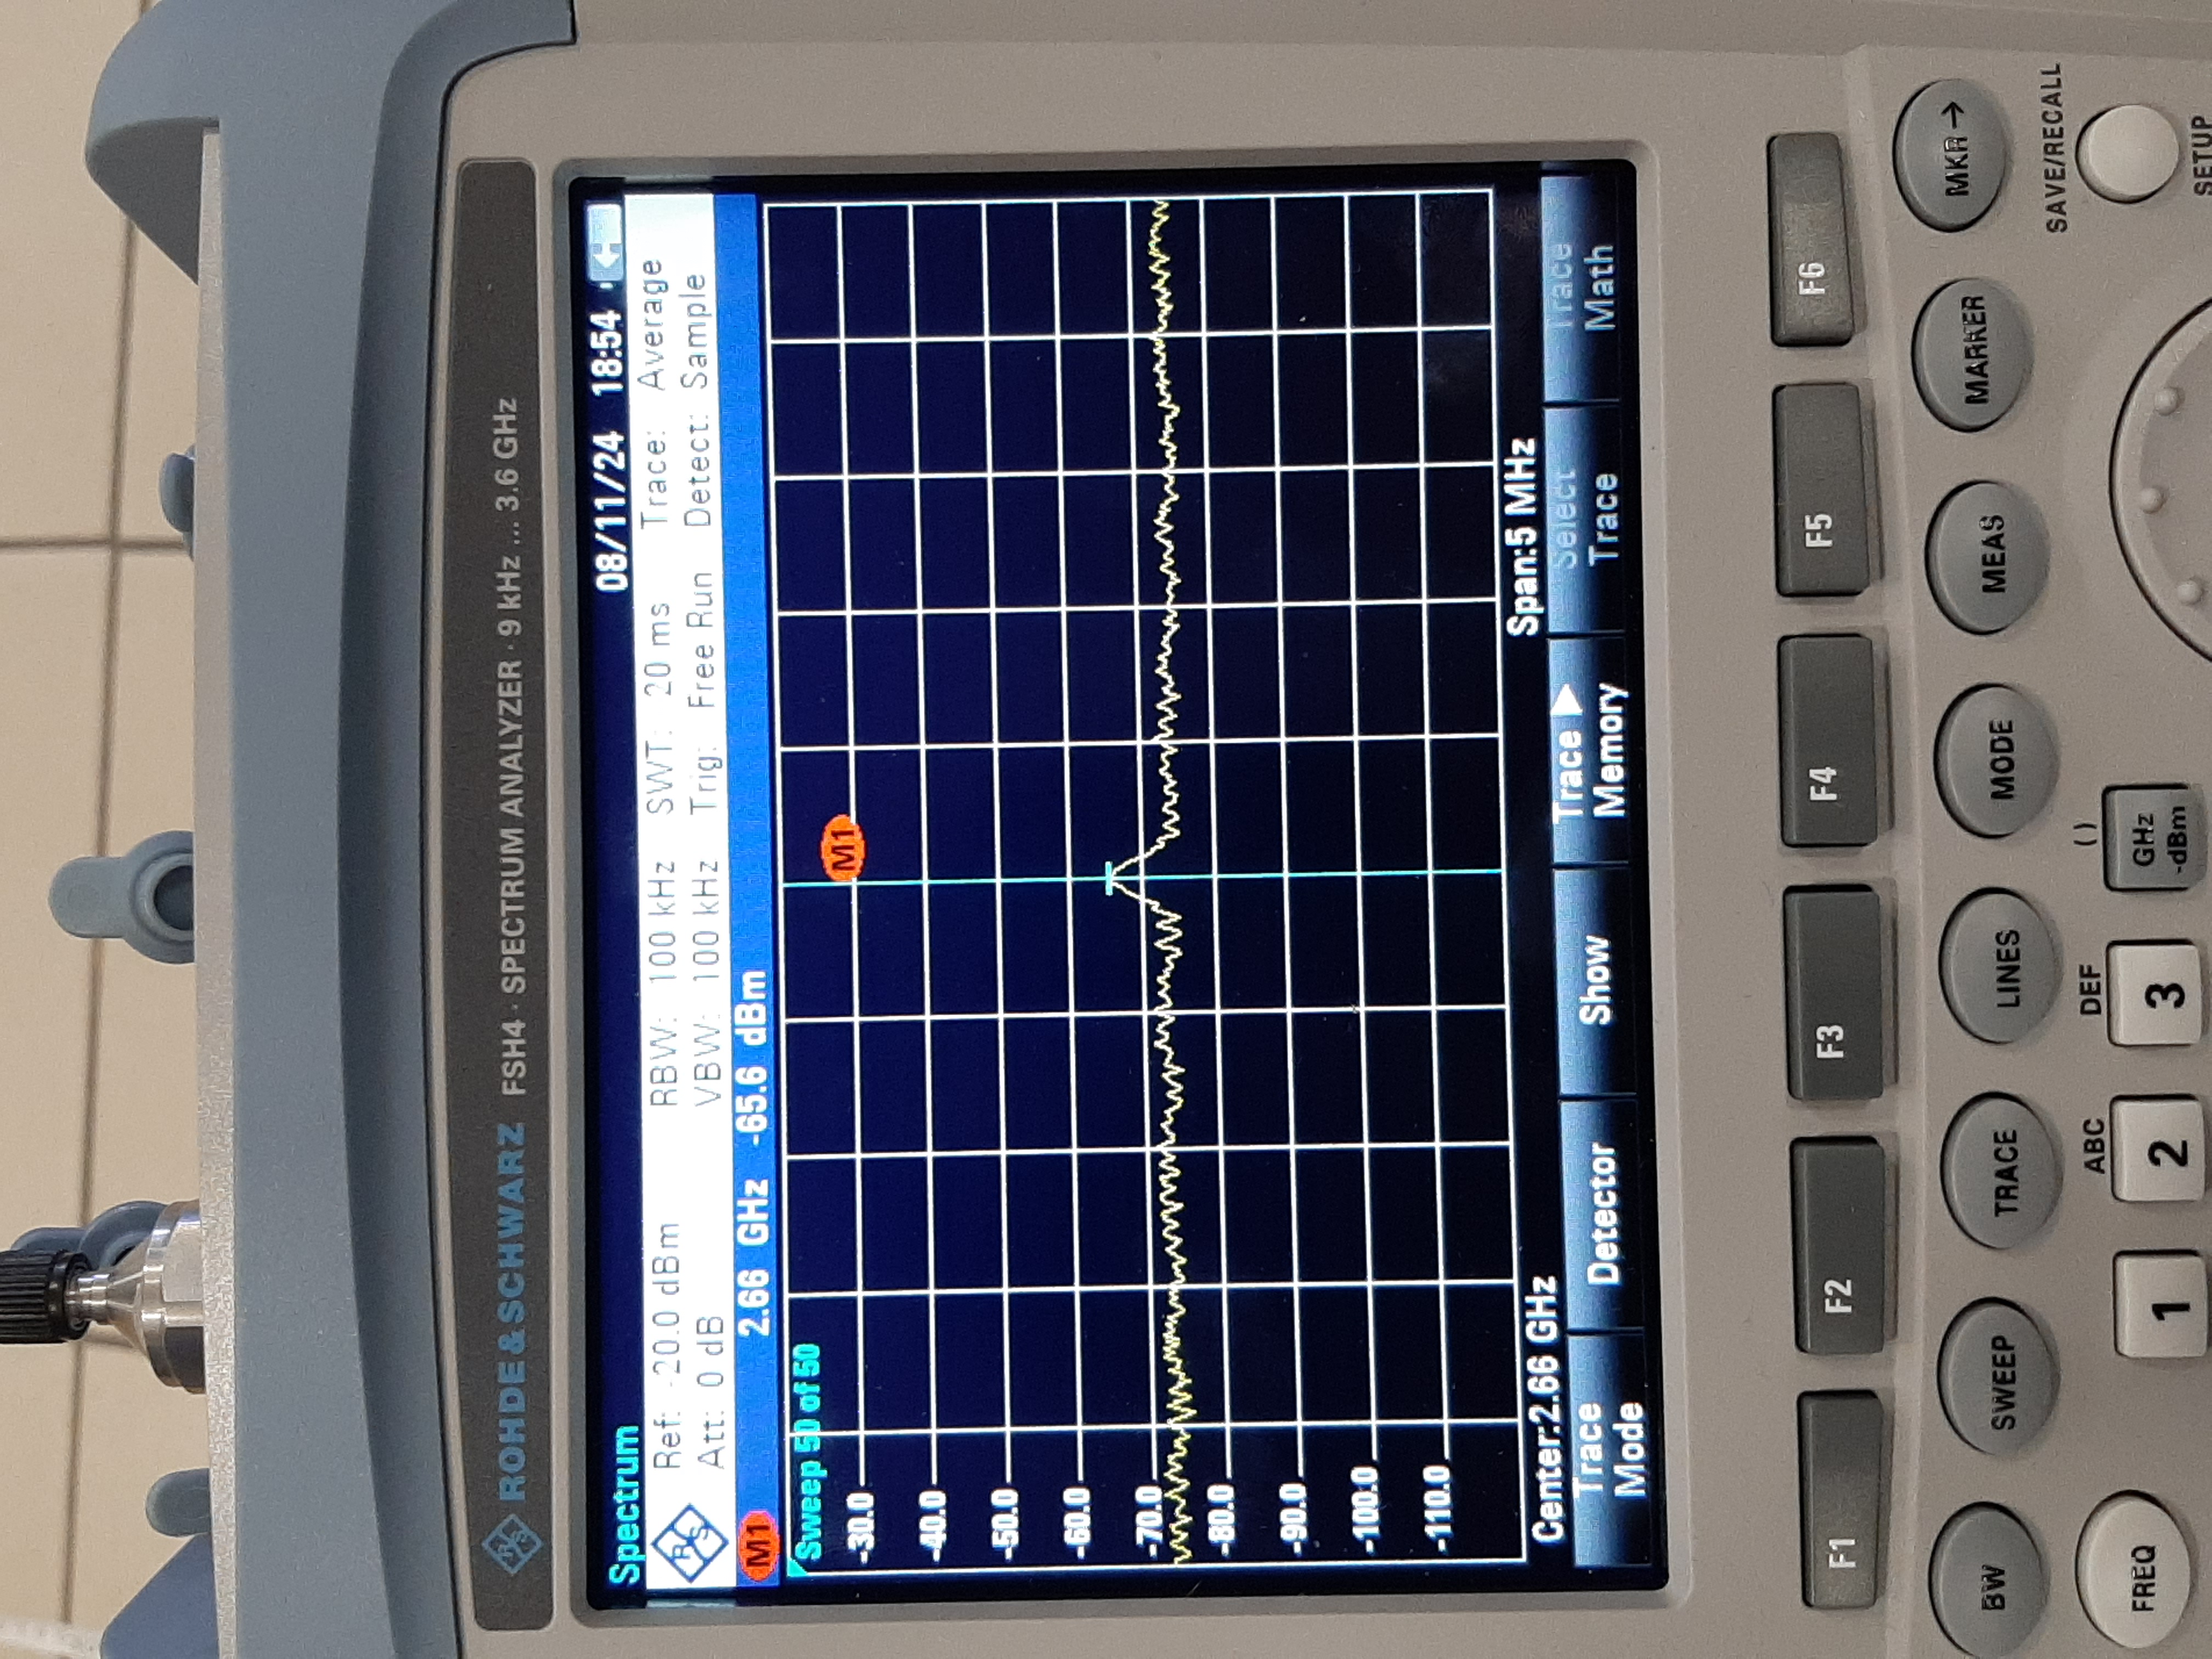 ROHDE & SCHWARZ FSH4 · SPECTRUM ANALYZER · 9 kHz ... 3.6 GHz
Spectrum 08/11/24 18:54
Ref: -20.0 dBm RBW: 100 kHz SWT: 20 ms Trace: Average
Att: 0 dB VBW: 100 kHz Trig: Free Run Detect: Sample
M1 2.66 GHz -65.6 dBm
Sweep 50 of 50
M1
-30.0
-40.0
-50.0
-60.0
-70.0
-80.0
-90.0
-100.0
-110.0
Center:2.66 GHz Span:5 MHz
Trace Mode
Detector
Show
Trace Memory
Select Trace
Trace Math
F1 F2 F3 F4 F5 F6
BW SWEEP TRACE LINES MODE MEAS MARKER MKR→
SAVE/RECALL
ABC DEF ( )
FREQ 1 2 3 GHz -dBm
SETUP